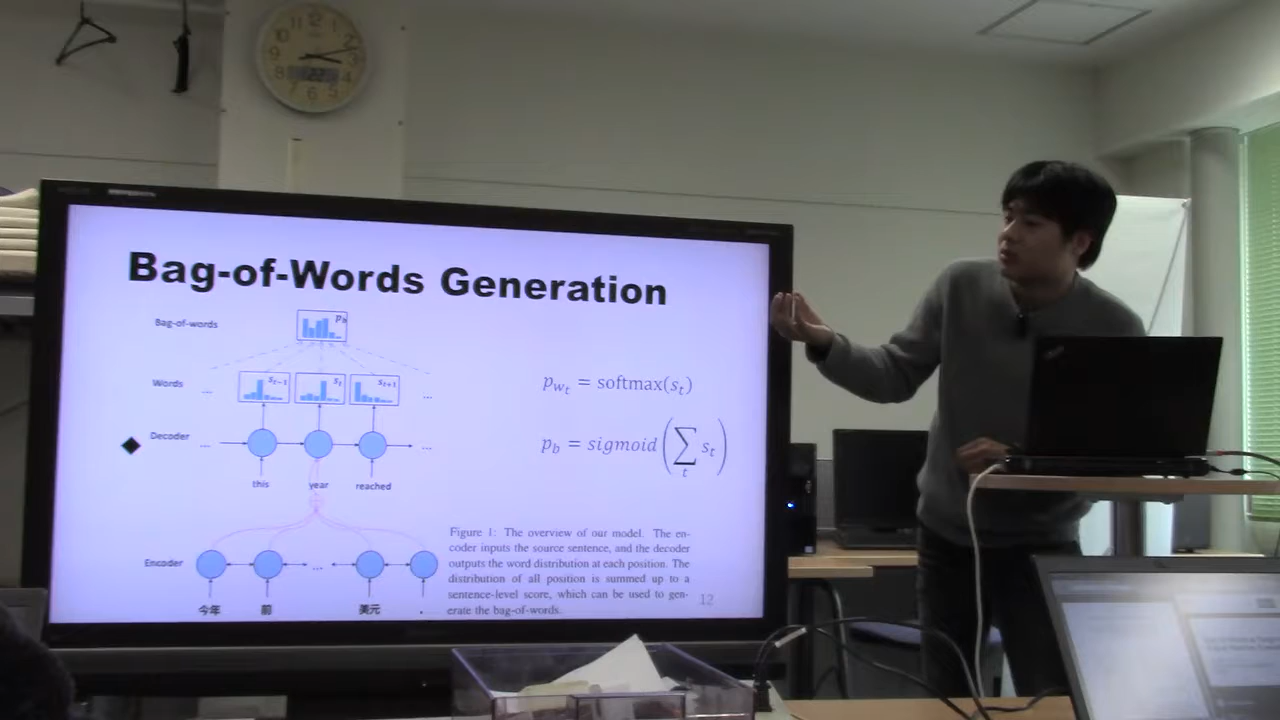 Bag-of-Words Generation
Bag-of-words
p_b
Words
...
s_{t-1}
s_t
s_{t+1}
...
Decoder
...
...
this
year
reached
Encoder
...
今年
前
美元
.
p_{w_t} = softmax(s_t)
p_b = sigmoid(∑_t s_t)
Figure 1: The overview of our model. The en-
coder inputs the source sentence, and the decoder
outputs the word distribution at each position. The
distribution of all position is summed up to a
sentence-level score, which can be used to gen-
erate the bag-of-words.
12